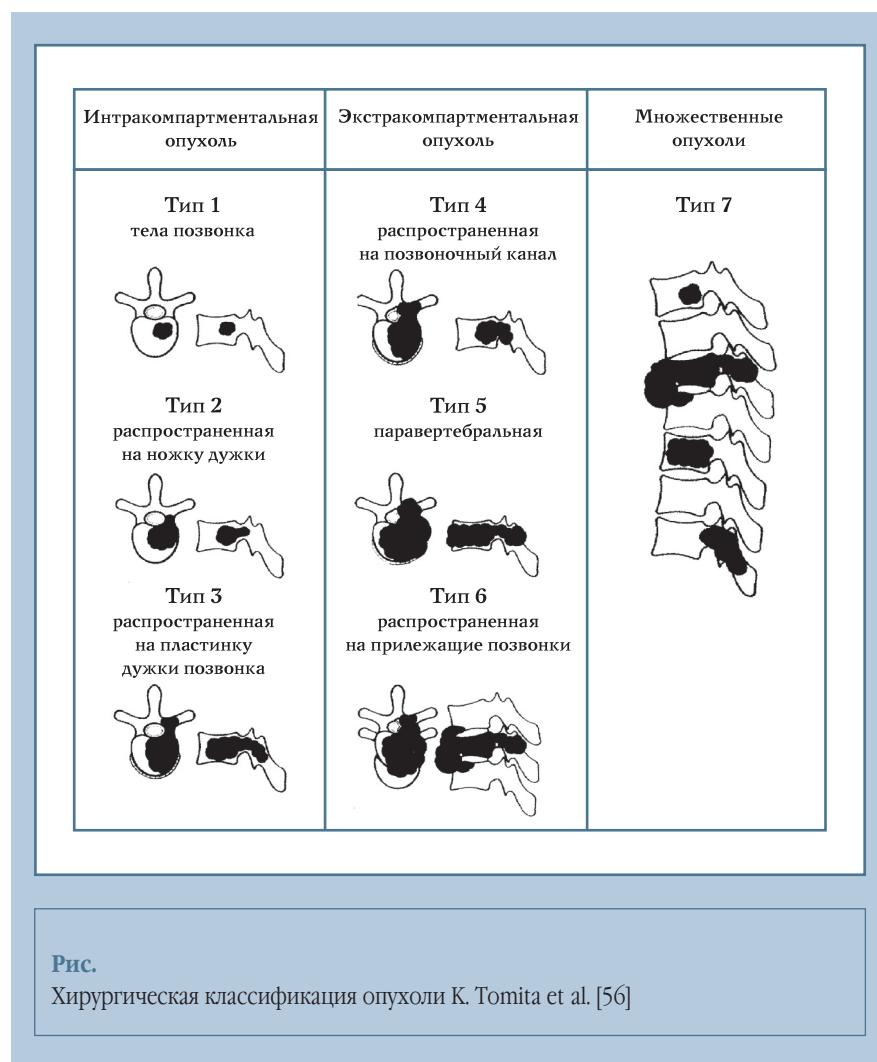 Интракомпартментальная
опухоль
Экстракомпартментальная
опухоль
Множественные
опухоли
Тип 1
тела позвонка
Тип 2
распространенная
на ножку дужки
Тип 3
распространенная
на пластинку
дужки позвонка
Тип 4
распространенная
на позвоночный канал
Тип 5
паравертебральная
Тип 6
распространенная
на прилежащие позвонки
Тип 7
Рис.
Хирургическая классификация опухоли K. Tomita et al. [56]